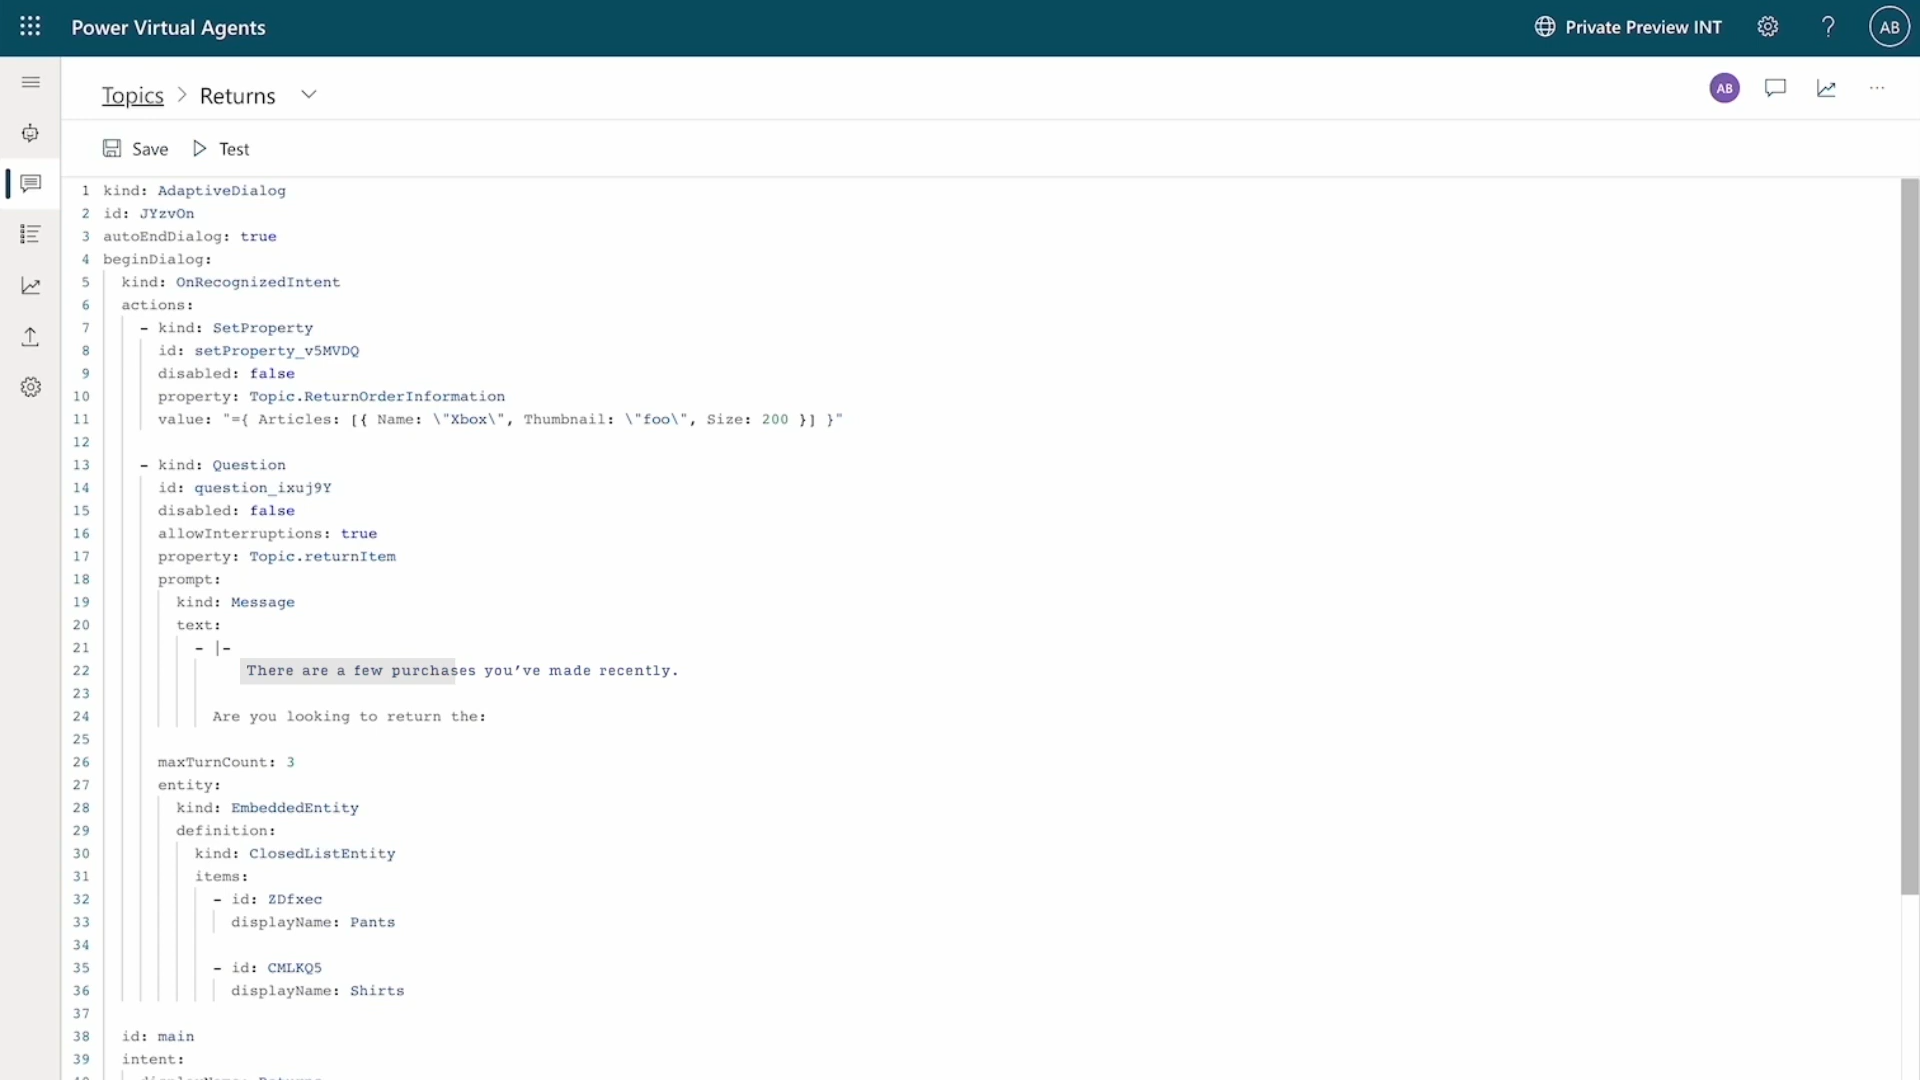 Power Virtual Agents
Private Preview INT
?
AB
Topics > Returns
AB
Save
Test
1 kind: AdaptiveDialog
2 id: JYzvOn
3 autoEndDialog: true
4 beginDialog:
5 kind: OnRecognizedIntent
6 actions:
7 - kind: SetProperty
8 id: setProperty_v5MVDQ
9 disabled: false
10 property: Topic.ReturnOrderInformation
11 value: "={ Articles: [{ Name: \"Xbox\", Thumbnail: \"foo\", Size: 200 }] }"
12
13 - kind: Question
14 id: question_ixuj9Y
15 disabled: false
16 allowInterruptions: true
17 property: Topic.returnItem
18 prompt:
19 kind: Message
20 text:
21 - |-
22 There are a few purchases you’ve made recently.
23
24 Are you looking to return the:
25
26 maxTurnCount: 3
27 entity:
28 kind: EmbeddedEntity
29 definition:
30 kind: ClosedListEntity
31 items:
32 - id: ZDfxec
33 displayName: Pants
34
35 - id: CMLKQ5
36 displayName: Shirts
37
38 id: main
39 intent:
40 displayName: Returns